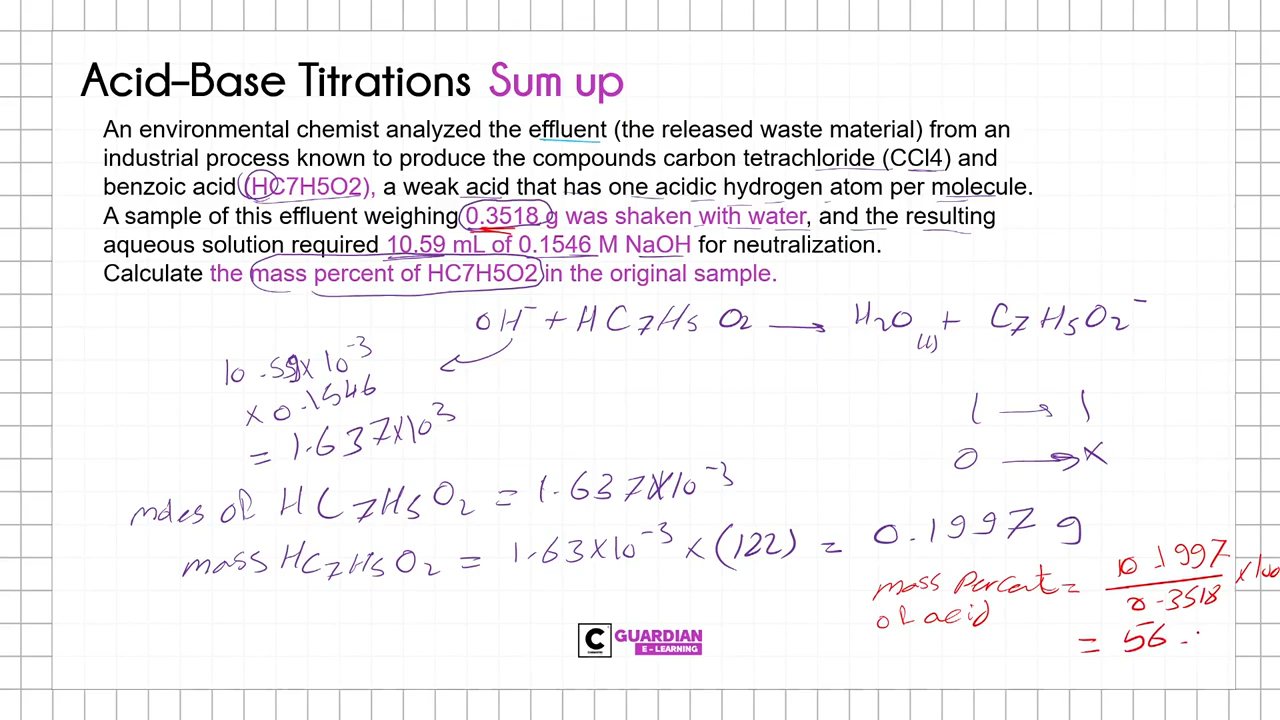 Acid–Base Titrations Sum up
An environmental chemist analyzed the effluent (the released waste material) from an
industrial process known to produce the compounds carbon tetrachloride (CCl4) and
benzoic acid (HC7H5O2), a weak acid that has one acidic hydrogen atom per molecule.
A sample of this effluent weighing 0.3518 g was shaken with water, and the resulting
aqueous solution required 10.59 mL of 0.1546 M NaOH for neutralization.
Calculate the mass percent of HC7H5O2 in the original sample.
OH⁻ + HC7H5O2 → H2O (l) + C7H5O2⁻
10.59 x 10⁻³
x 0.1546
= 1.637x10³
1 → 1
0 → x
moles of HC7H5O2 = 1.637x10⁻³
mass HC7H5O2 = 1.63x10⁻³ x (122) = 0.1997 g
mass Percent of acid = 0.1997 / 0.3518 x 100
= 56.
C GUARDIAN
E - LEARNING